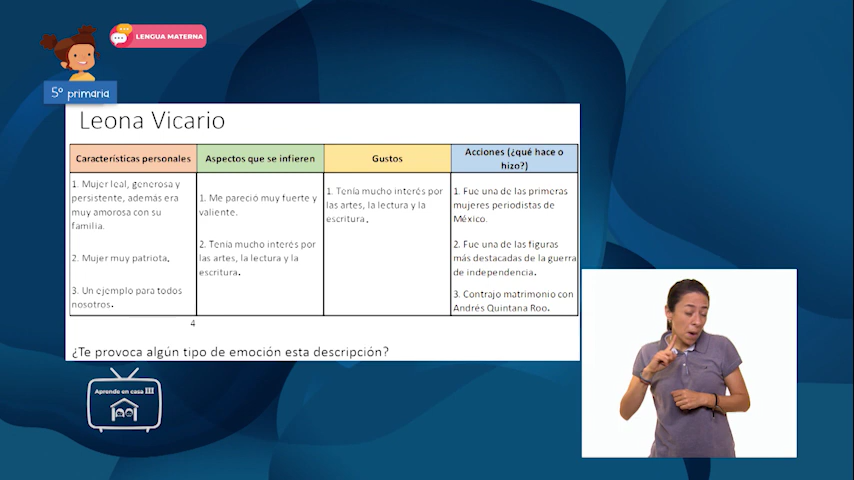 LENGUA MATERNA
5° primaria
Leona Vicario
Características personales
Aspectos que se infieren
Gustos
Acciones (¿qué hace o
hizo?)
1. Mujer leal, generosa y
persistente, además era
muy amorosa con su
familia.
2. Mujer muy patriota.
3. Un ejemplo para todos
nosotros.
1. Me pareció muy fuerte y
valiente.
2. Tenía mucho interés por
las artes, la lectura y la
escritura.
1. Tenía mucho interés por
las artes, la lectura y la
escritura.
1. Fue una de las primeras
mujeres periodistas de
México.
2. Fue una de las figuras
más destacadas de la guerra
de independencia.
3. Contrajo matrimonio con
Andrés Quintana Roo.
4
¿Te provoca algún tipo de emoción esta descripción?
Aprende en casa III